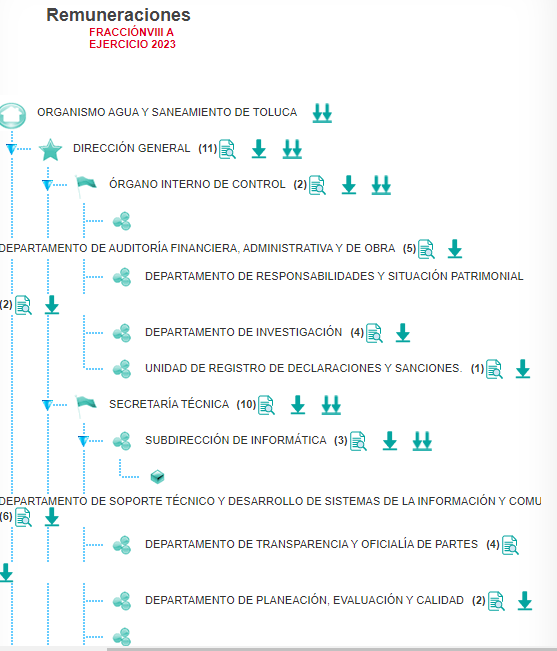 Remuneraciones
FRACCIÓNVIII A
EJERCICIO 2023
ORGANISMO AGUA Y SANEAMIENTO DE TOLUCA
DIRECCIÓN GENERAL (11)
ÓRGANO INTERNO DE CONTROL (2)
DEPARTAMENTO DE AUDITORÍA FINANCIERA, ADMINISTRATIVA Y DE OBRA (5)
DEPARTAMENTO DE RESPONSABILIDADES Y SITUACIÓN PATRIMONIAL
(2)
DEPARTAMENTO DE INVESTIGACIÓN (4)
UNIDAD DE REGISTRO DE DECLARACIONES Y SANCIONES. (1)
SECRETARÍA TÉCNICA (10)
SUBDIRECCIÓN DE INFORMÁTICA (3)
DEPARTAMENTO DE SOPORTE TÉCNICO Y DESARROLLO DE SISTEMAS DE LA INFORMACIÓN Y COMU
(6)
DEPARTAMENTO DE TRANSPARENCIA Y OFICIALÍA DE PARTES (4)
DEPARTAMENTO DE PLANEACIÓN, EVALUACIÓN Y CALIDAD (2)